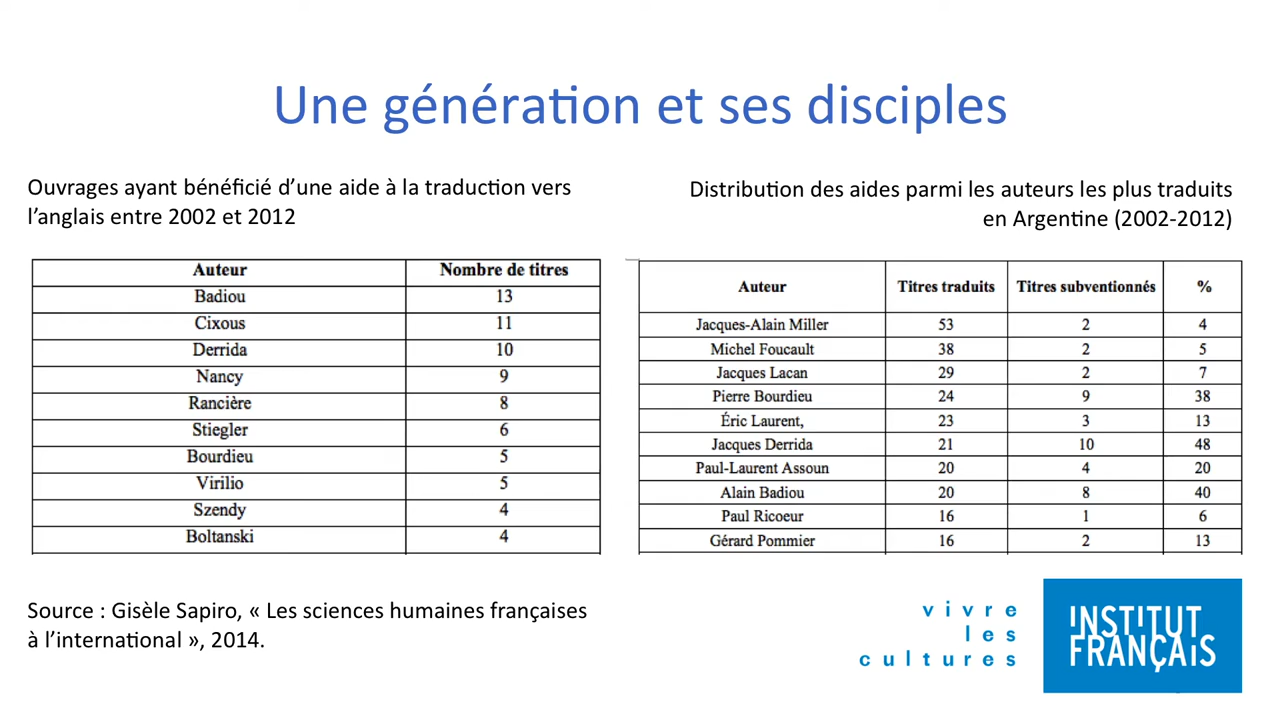 Une génération et ses disciples
Ouvrages ayant bénéficié d’une aide à la traduction vers
l’anglais entre 2002 et 2012
Auteur Nombre de titres
Badiou 13
Cixous 11
Derrida 10
Nancy 9
Rancière 8
Stiegler 6
Bourdieu 5
Virilio 5
Szendy 4
Boltanski 4
Distribution des aides parmi les auteurs les plus traduits
en Argentine (2002-2012)
Auteur Titres traduits Titres subventionnés %
Jacques-Alain Miller 53 2 4
Michel Foucault 38 2 5
Jacques Lacan 29 2 7
Pierre Bourdieu 24 9 38
Éric Laurent, 23 3 13
Jacques Derrida 21 10 48
Paul-Laurent Assoun 20 4 20
Alain Badiou 20 8 40
Paul Ricoeur 16 1 6
Gérard Pommier 16 2 13
Source : Gisèle Sapiro, « Les sciences humaines françaises
à l’international », 2014.
vivre
les
cultures
INSTITUT
FRANÇAIS